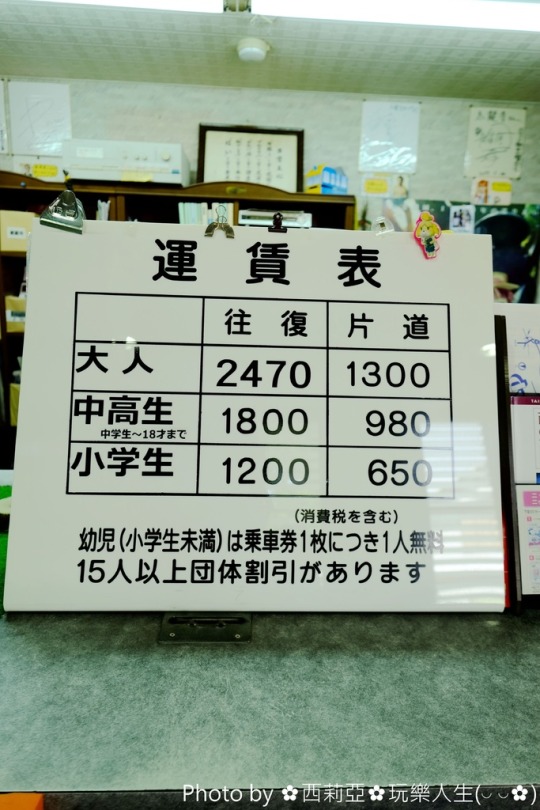 運賃表
往復 片道
大人 2470 1300
中高生 1800 980
中学生～18才まで
小学生 1200 650
(消費税を含む)
幼児(小学生未満)は乗車券1枚につき1人無料
15人以上団体割引があります
Photo by ✿西莉亞✿玩樂人生(◡‿◡✿)